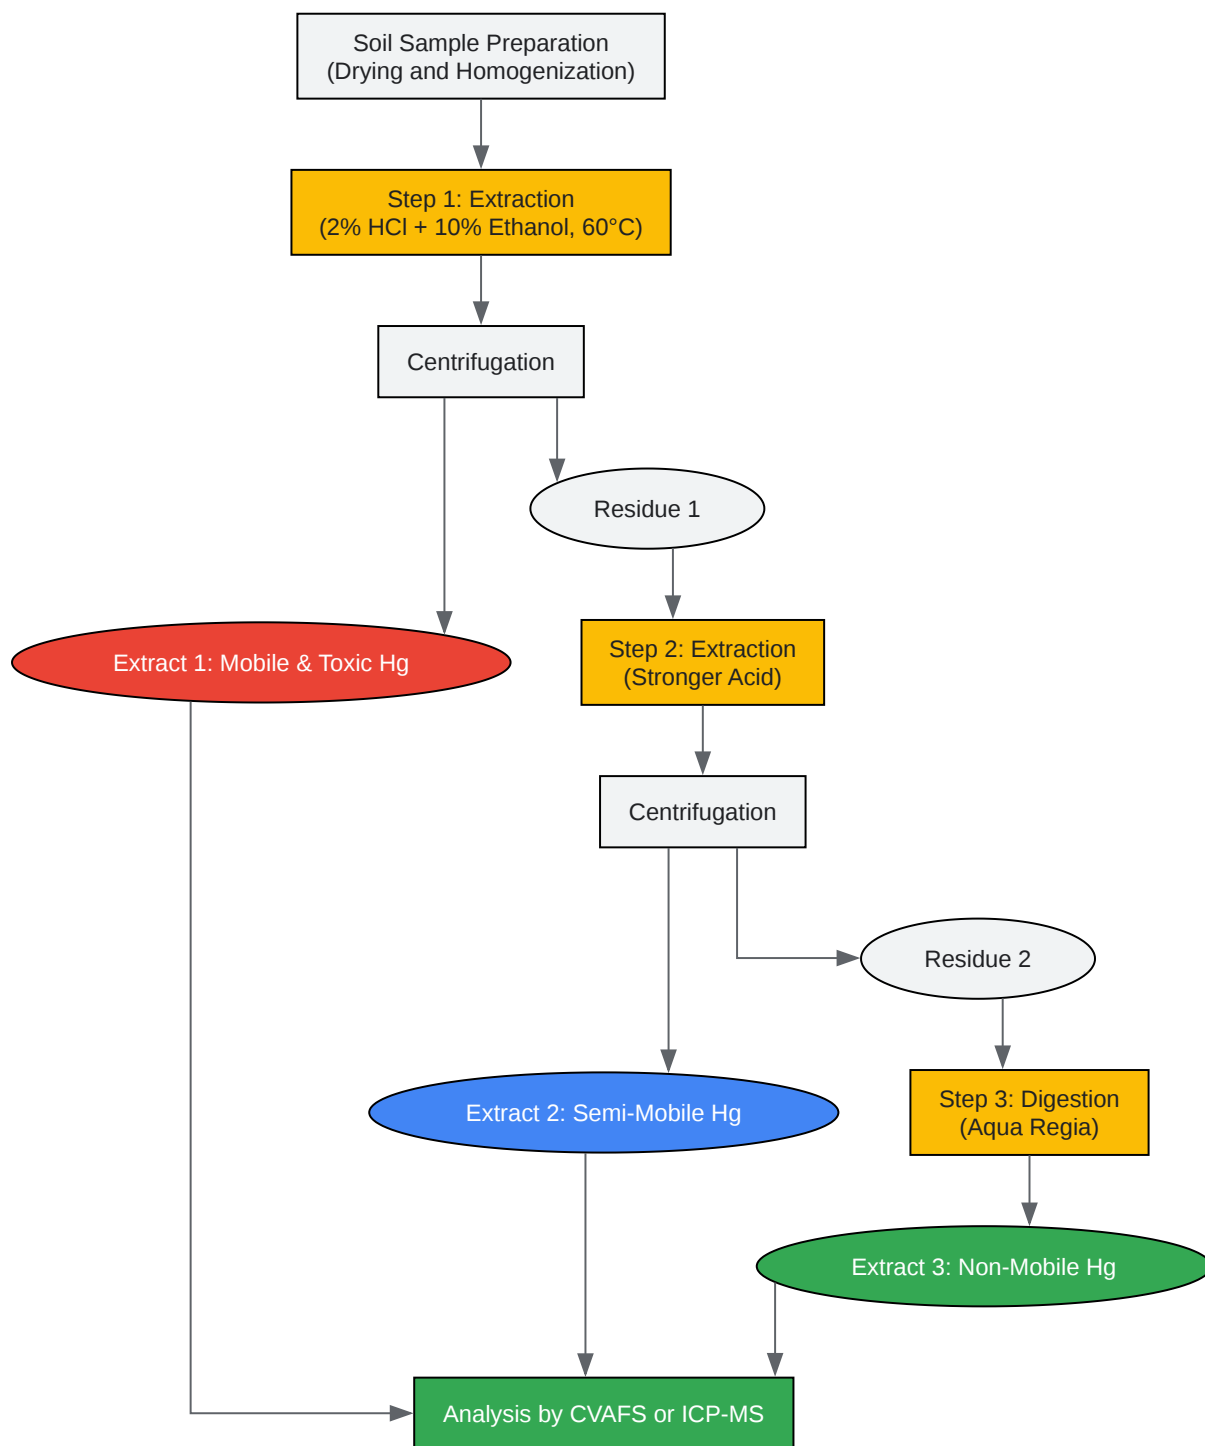 Soil Sample Preparation
(Drying and Homogenization)
Step 1: Extraction
(2% HCl + 10% Ethanol, 60°C)
Centrifugation
Residue 1
Extract 1: Mobile & Toxic Hg
Step 2: Extraction
(Stronger Acid)
Centrifugation
Residue 2
Extract 2: Semi-Mobile Hg
Step 3: Digestion
(Aqua Regia)
Extract 3: Non-Mobile Hg
Analysis by CVAFS or ICP-MS